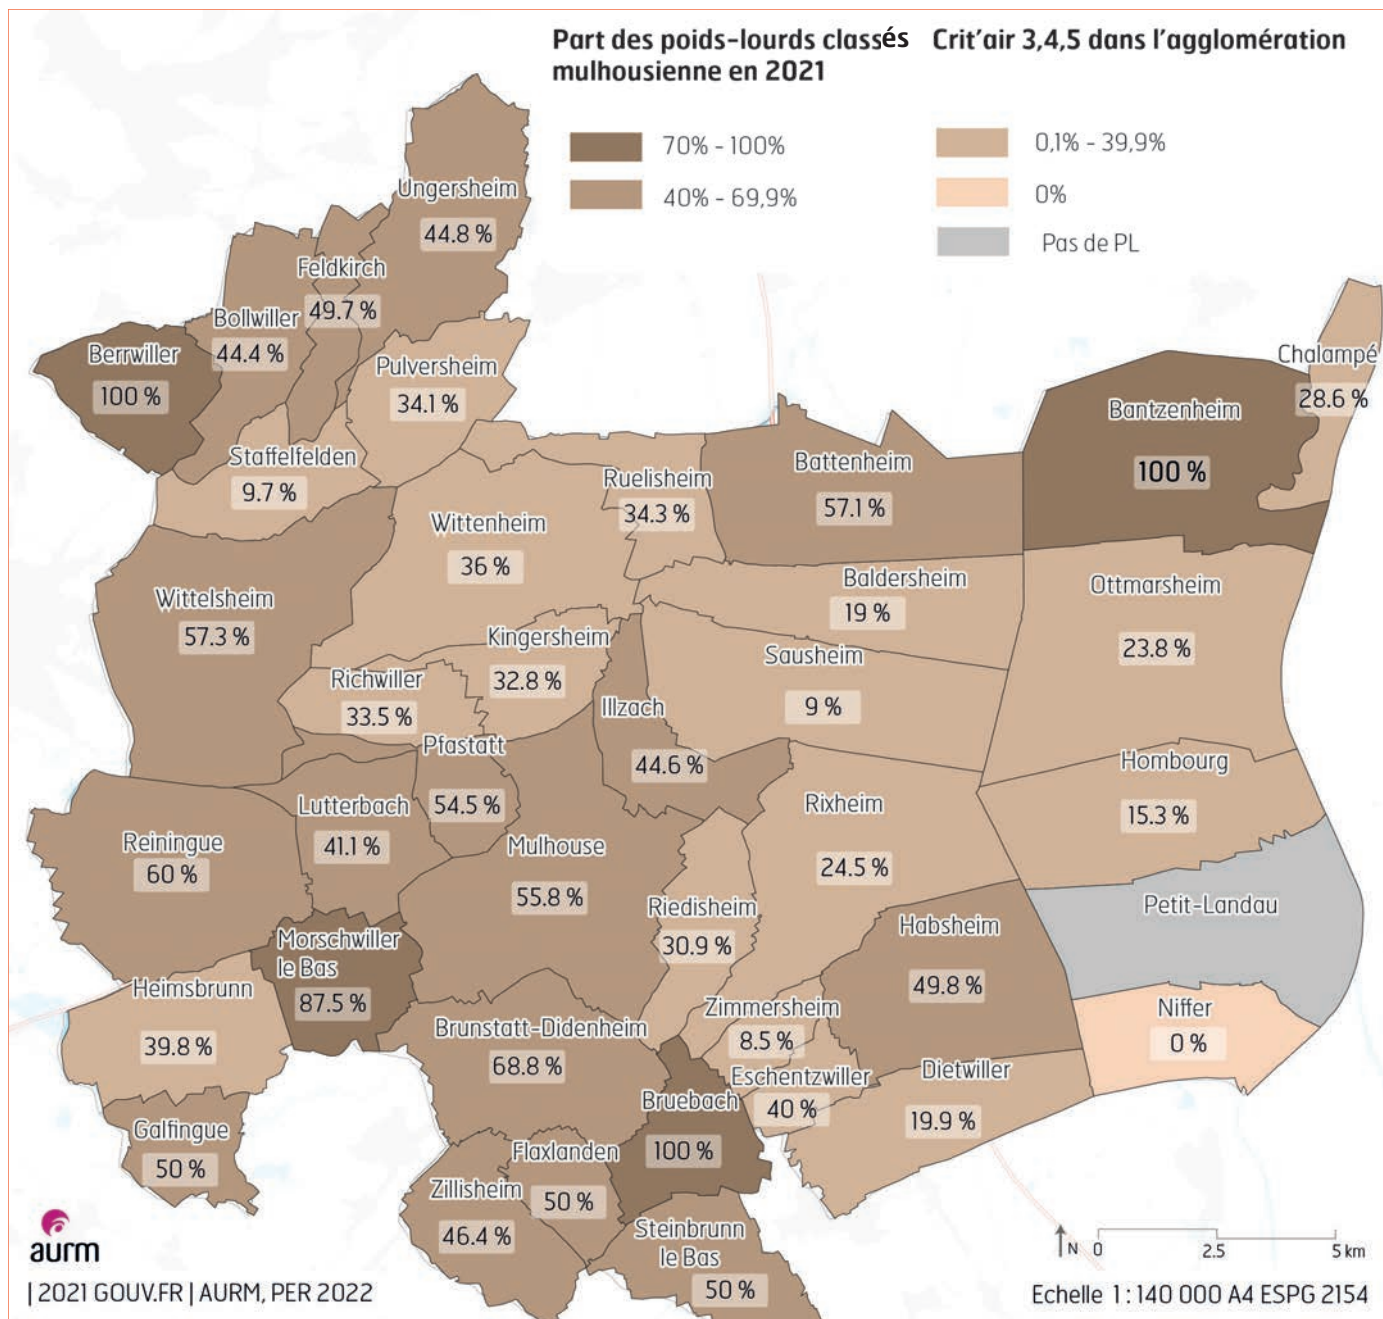 Part des poids-lourds classés Crit'air 3,4,5 dans l'agglomération
mulhousienne en 2021
70% - 100%
40% - 69,9%
0,1% - 39,9%
0%
Pas de PL
Ungersheim
44.8 %
Feldkirch
49.7 %
Bollwiller
44.4 %
Berrwiller
100 %
Pulversheim
34.1 %
Staffelfelden
9.7 %
Chalampé
28.6 %
Bantzenheim
100 %
Battenheim
57.1 %
Ruelisheim
34.3 %
Wittenheim
36 %
Wittelsheim
57.3 %
Baldersheim
19 %
Ottmarsheim
23.8 %
Kingersheim
32.8 %
Sausheim
9 %
Richwiller
33.5 %
Illzach
44.6 %
Pfastatt
54.5 %
Hombourg
15.3 %
Lutterbach
41.1 %
Rixheim
24.5 %
Reiningue
60 %
Mulhouse
55.8 %
Riedisheim
30.9 %
Petit-Landau
Habsheim
49.8 %
Morschwiller
le Bas
87.5 %
Heimsbrunn
39.8 %
Zimmersheim
8.5 %
Niffer
0 %
Brunstatt-Didenheim
68.8 %
Eschentzwiller
40 %
Dietwiller
19.9 %
Bruebach
100 %
Galfingue
50 %
Flaxlanden
50 %
Zillisheim
46.4 %
Steinbrunn
le Bas
50 %
aurm
| 2021 GOUV.FR | AURM, PER 2022
N 0 2.5 5 km
Echelle 1 : 140 000 A4 ESPG 2154